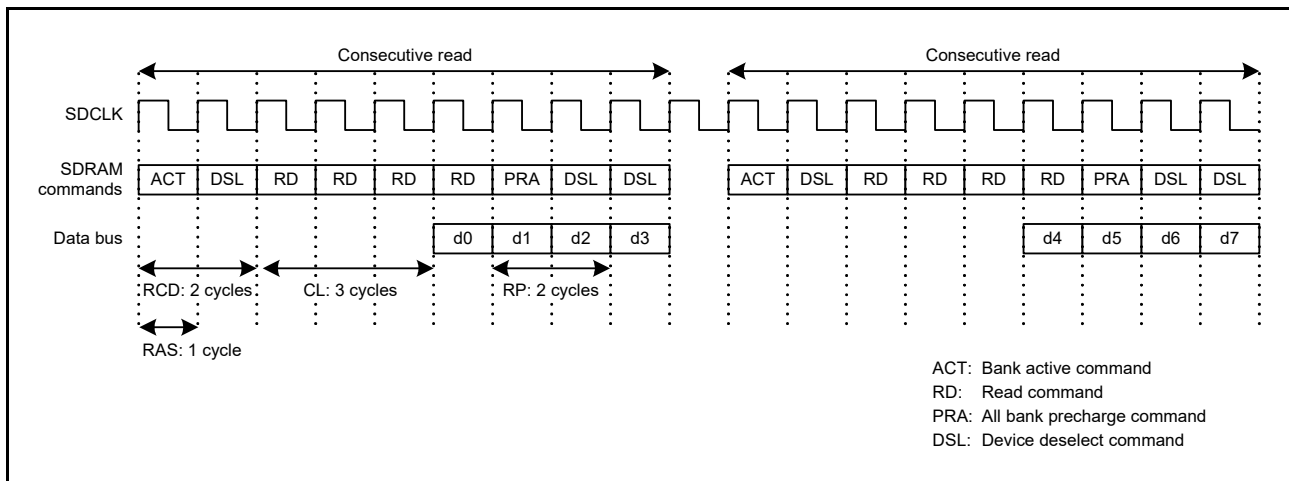 Consecutive read Consecutive read
SDCLK
SDRAM
commands
ACT DSL RD RD RD RD PRA DSL DSL ACT DSL RD RD RD RD PRA DSL DSL
Data bus d0 d1 d2 d3 d4 d5 d6 d7
RCD: 2 cycles CL: 3 cycles RP: 2 cycles
RAS: 1 cycle
ACT: Bank active command
RD: Read command
PRA: All bank precharge command
DSL: Device deselect command